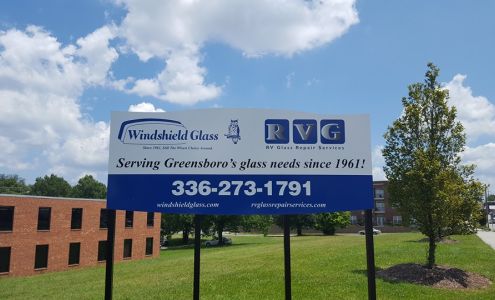 Windshield Glass
Since 1961, Still The Wisest Choice Around.
RVG
RV Glass Repair Services
Serving Greensboro's glass needs since 1961!
336-273-1791
windshieldglass.com
rvglassrepairservices.com